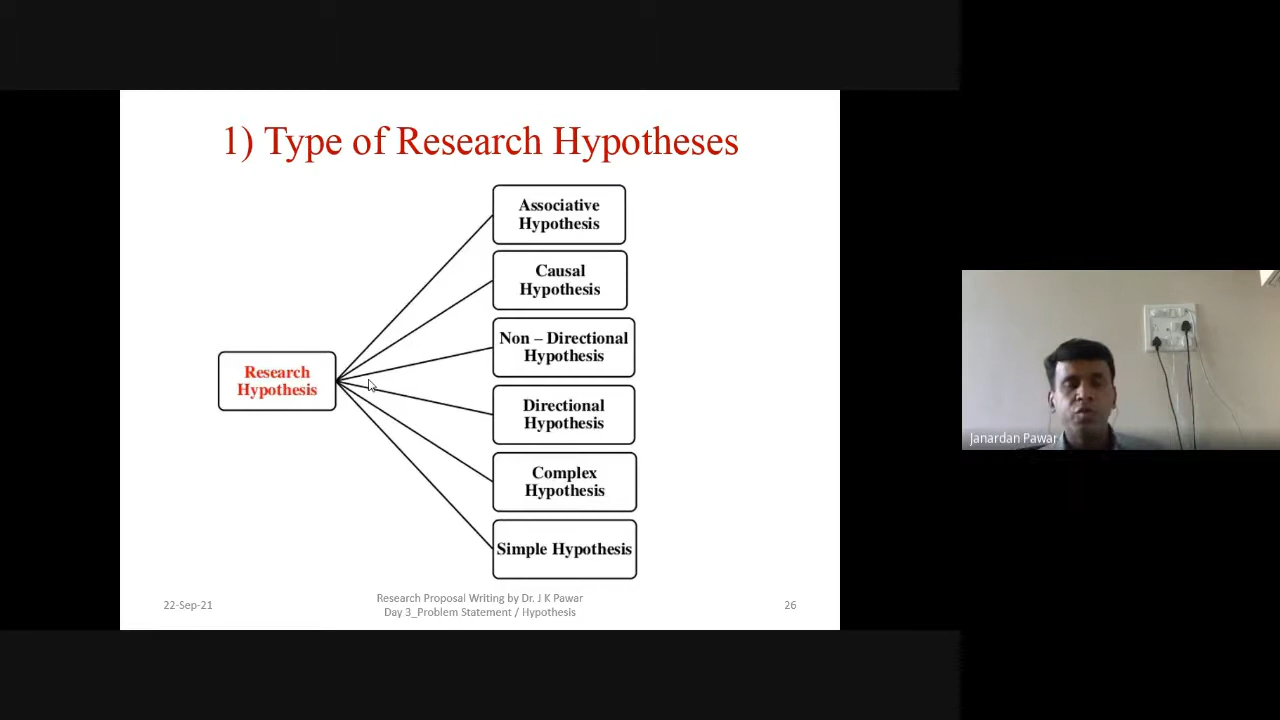 1) Type of Research Hypotheses
Associative
Hypothesis
Causal
Hypothesis
Non – Directional
Hypothesis
Research
Hypothesis
Directional
Hypothesis
Complex
Hypothesis
Simple Hypothesis
22-Sep-21
Research Proposal Writing by Dr. J K Pawar
Day 3_Problem Statement / Hypothesis
26
Janardan Pawar